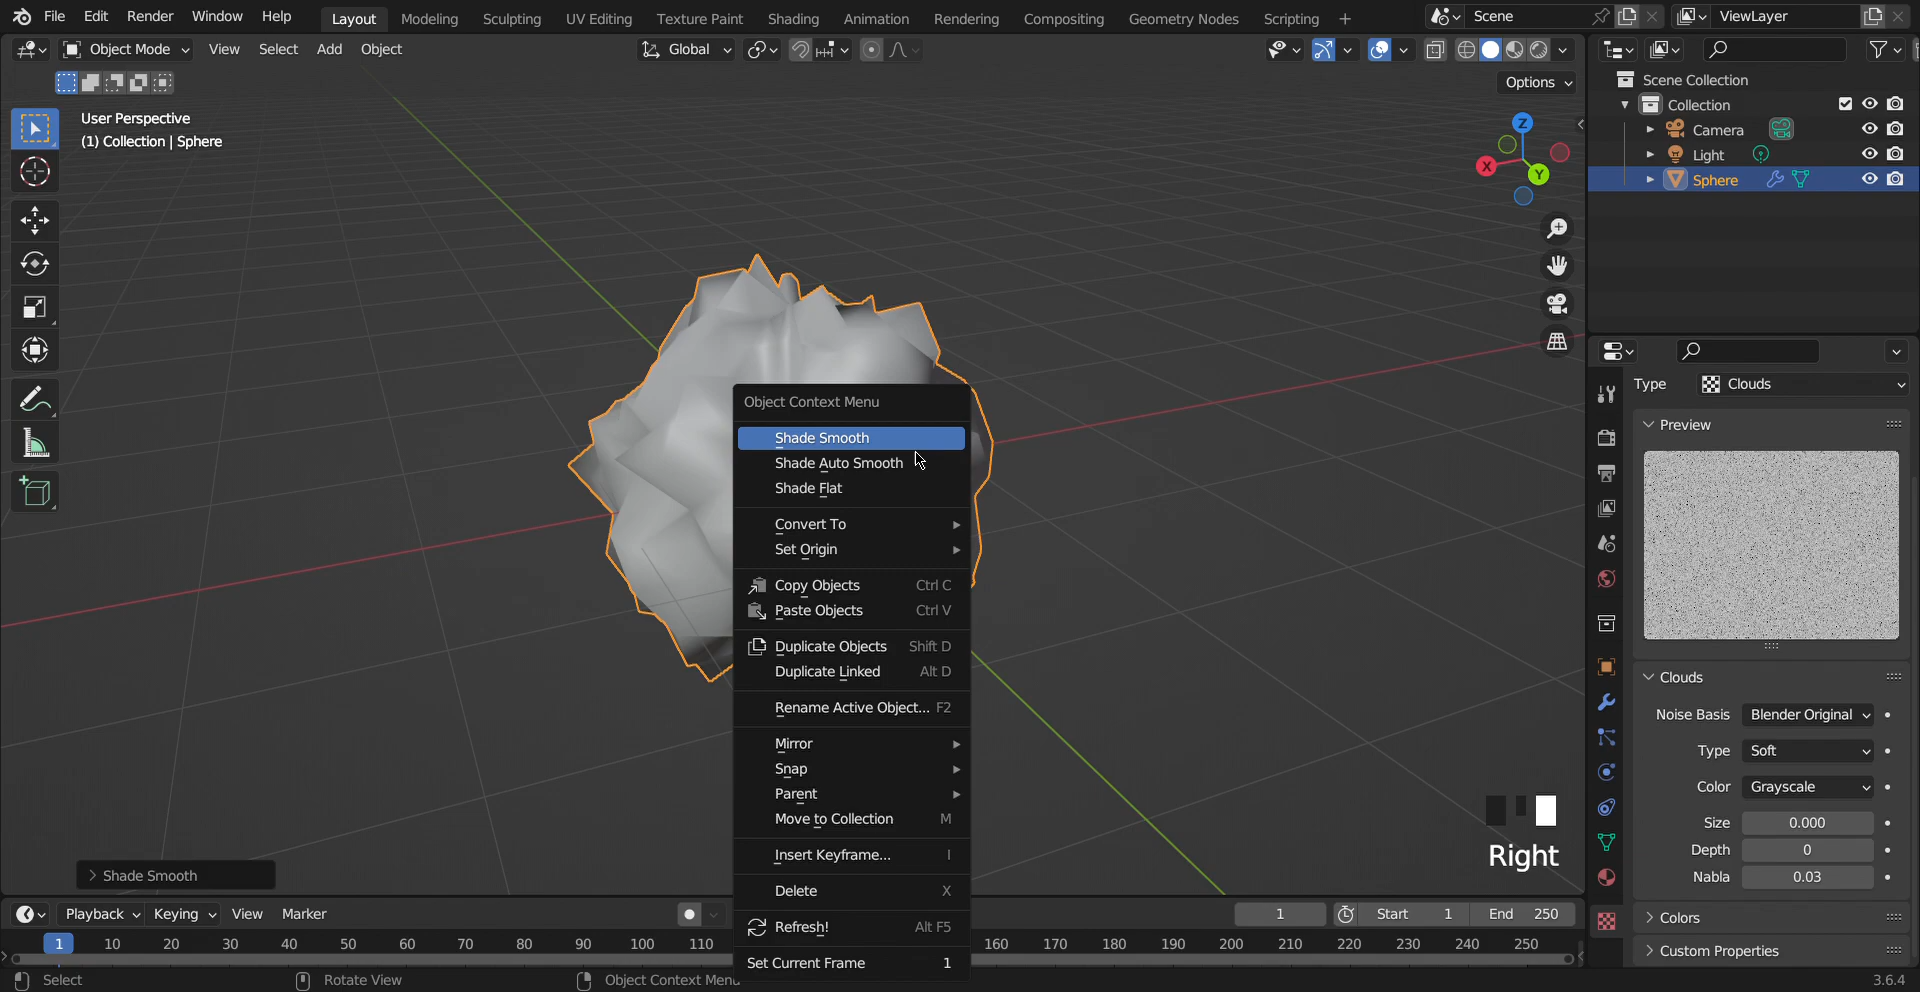 File Edit Render Window Help Layout Modeling Sculpting UV Editing Texture Paint Shading Animation Rendering Compositing Geometry Nodes Scripting + Scene ViewLayer
Object Mode View Select Add Object Global
Options
User Perspective
(1) Collection | Sphere
Z
X
Y
Scene Collection
Collection
Camera
Light
Sphere
Object Context Menu
Shade Smooth
Shade Auto Smooth
Shade Flat
Convert To
Set Origin
Copy Objects Ctrl C
Paste Objects Ctrl V
Duplicate Objects Shift D
Duplicate Linked Alt D
Rename Active Object... F2
Mirror
Snap
Parent
Move to Collection M
Insert Keyframe... I
Delete X
Refresh! Alt F5
Set Current Frame 1
Type Clouds
Preview
Clouds
Noise Basis Blender Original
Type Soft
Color Grayscale
Size 0.000
Depth 0
Nabla 0.03
Colors
Custom Properties
Right
Shade Smooth
Playback Keying View Marker 1 Start 1 End 250
1 10 20 30 40 50 60 70 80 90 100 110 160 170 180 190 200 210 220 230 240 250
Select Rotate View Object Context Menu 3.6.4